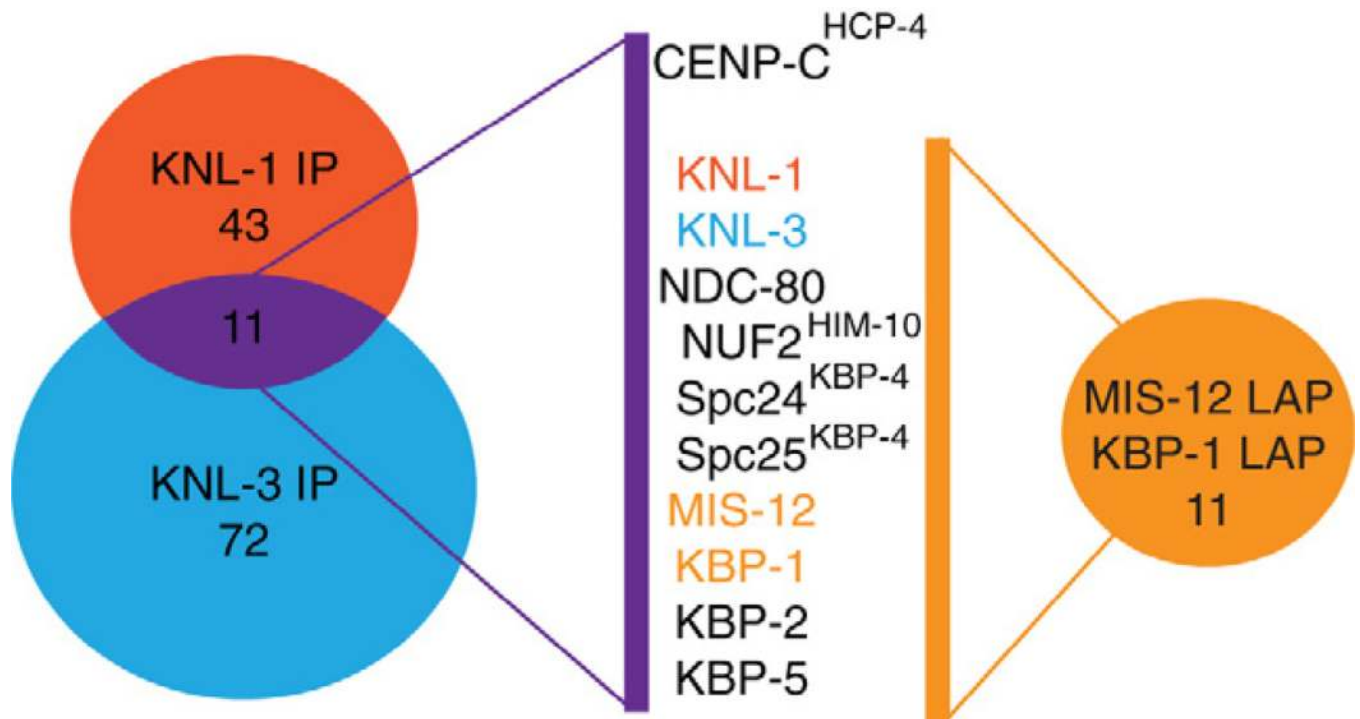 KNL-1 IP
43
11
KNL-3 IP
72
CENP-C^HCP-4
KNL-1
KNL-3
NDC-80
NUF2^HIM-10
Spc24^KBP-4
Spc25^KBP-4
MIS-12
KBP-1
KBP-2
KBP-5
MIS-12 LAP
KBP-1 LAP
11